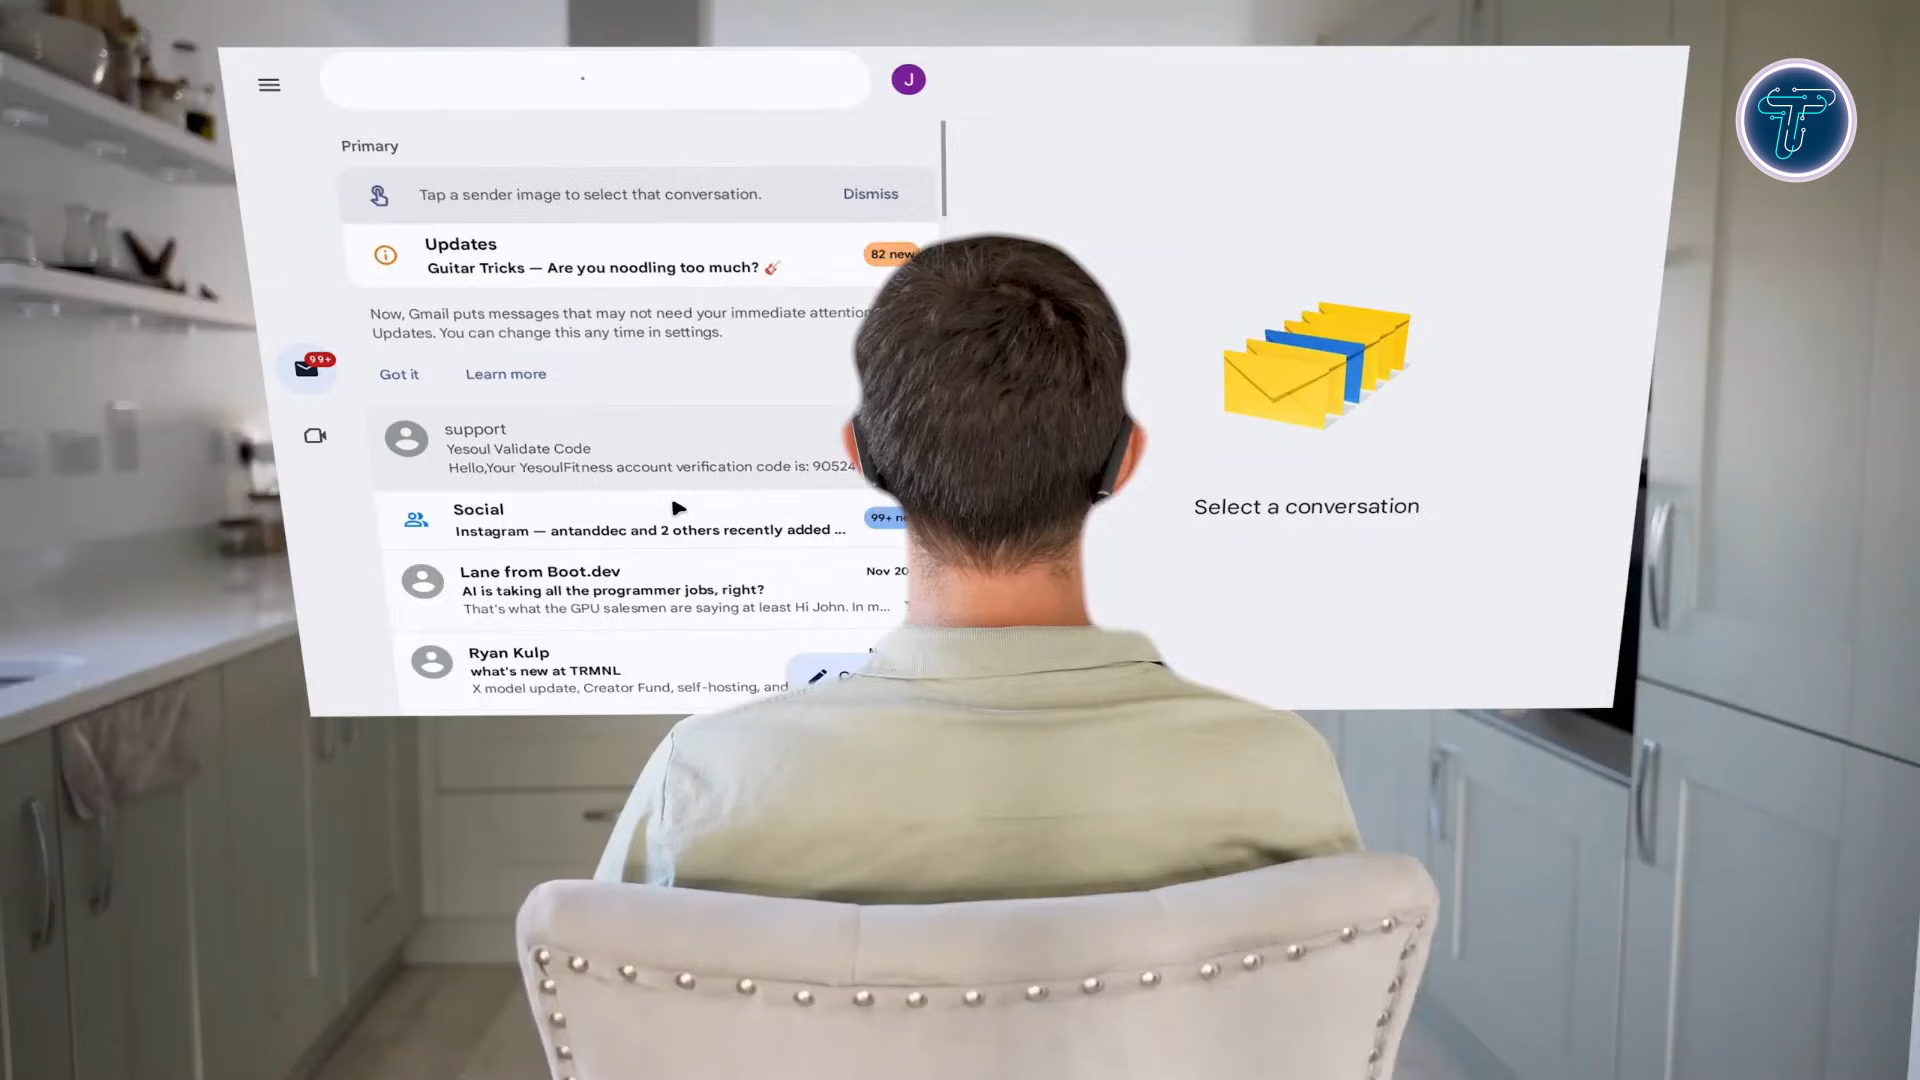 J
Primary
Tap a sender image to select that conversation. Dismiss
Updates
Guitar Tricks — Are you noodling too much? 🎸 82 new
Now, Gmail puts messages that may not need your immediate attention
Updates. You can change this any time in settings.
99+
Got it Learn more
support
Yesoul Validate Code
Hello,Your YesoulFitness account verification code is: 90524
Social
Instagram — antanddec and 2 others recently added ... 99+
Lane from Boot.dev Nov 20
AI is taking all the programmer jobs, right?
That's what the GPU salesmen are saying at least Hi John. In m...
Ryan Kulp
what's new at TRMNL
X model update, Creator Fund, self-hosting, and
Select a conversation